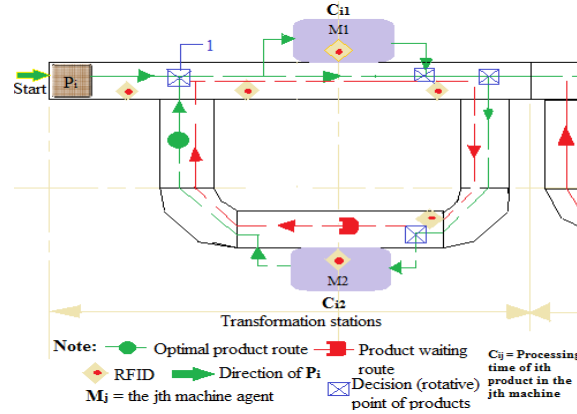 Ci1
M1
1
Start
Pi
M2
Ci2
Transformation stations
Note: Optimal product route
Product waiting route
RFID
Direction of Pi
Decision (rotative) point of products
Mj = the jth machine agent
Cij = Processing
time of ith
product in the
jth machine